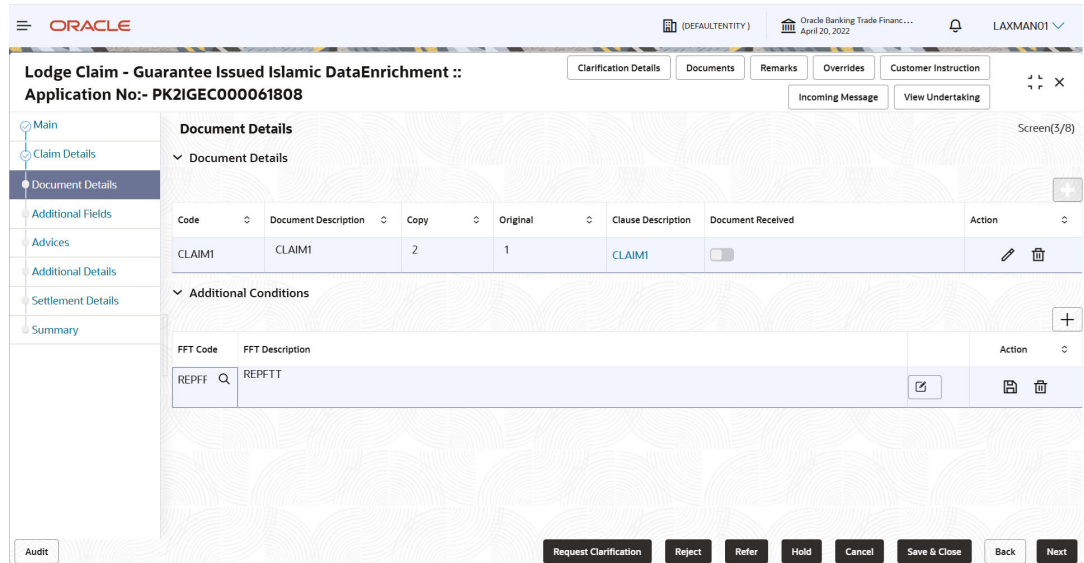 ORACLE
(DEFAULTENTITY)
Oracle Banking Trade Financ...
April 20, 2022
LAXMAN01
Lodge Claim - Guarantee Issued Islamic DataEnrichment ::
Application No:- PK2IGEC000061808
Clarification Details
Documents
Remarks
Overrides
Customer Instruction
Incoming Message
View Undertaking
Main
Claim Details
Document Details
Additional Fields
Advices
Additional Details
Settlement Details
Summary
Document Details
Screen(3/8)
Document Details
Code Document Description Copy Original Clause Description Document Received Action
CLAIM1 CLAIM1 2 1 CLAIM1
Additional Conditions
FFT Code FFT Description Action
REPFF REPFTT
Audit
Request Clarification
Reject
Refer
Hold
Cancel
Save & Close
Back
Next